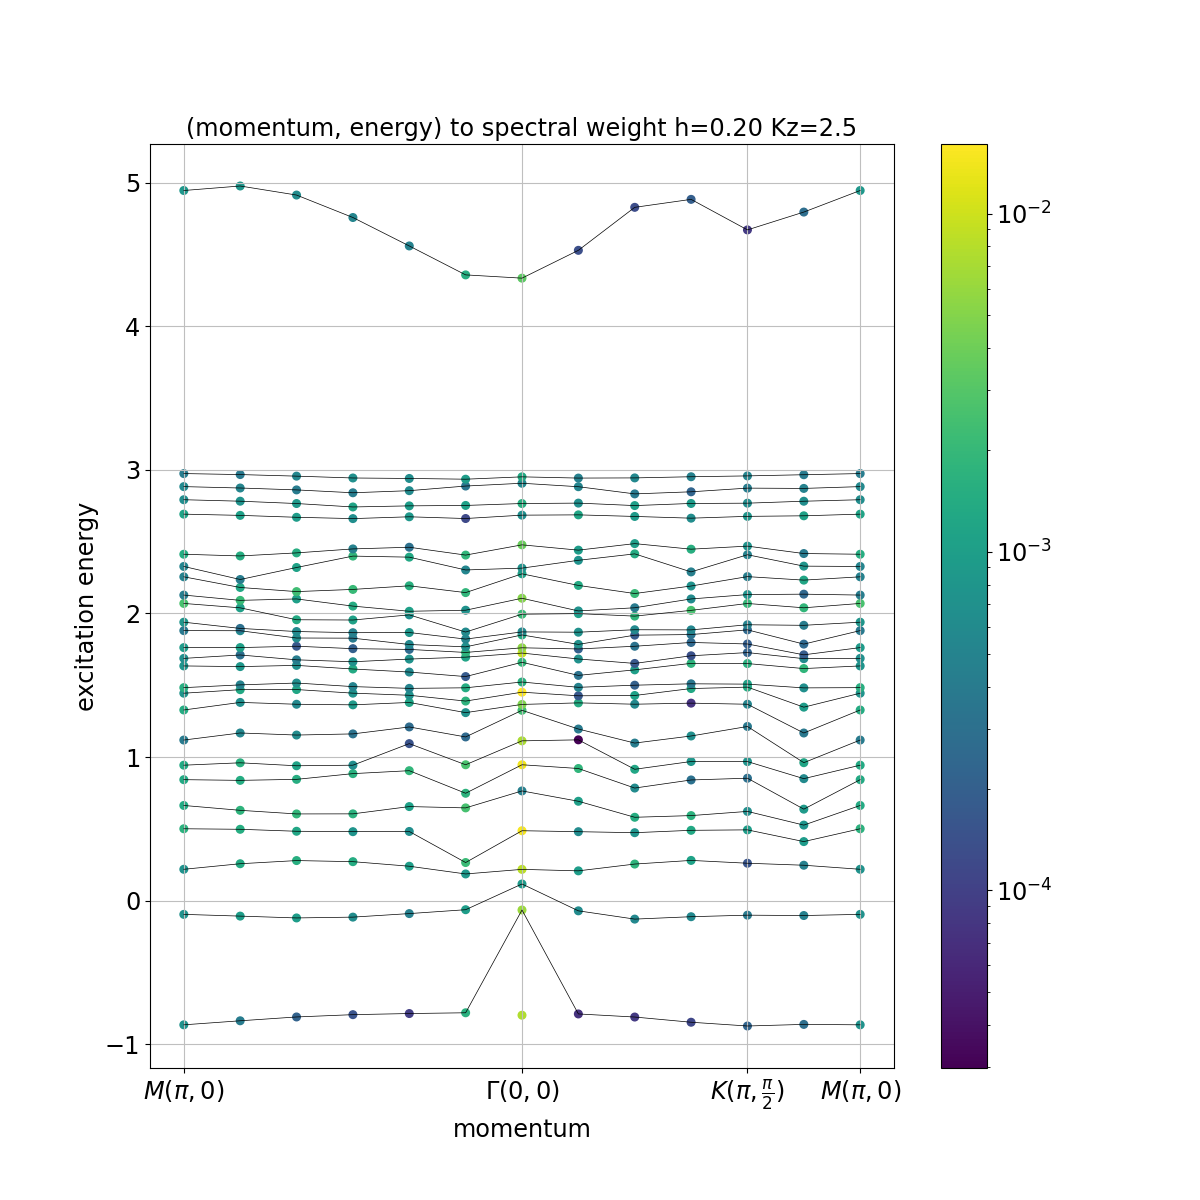 (momentum, energy) to spectral weight h=0.20 Kz=2.5
5
4
3
2
1
0
−1
excitation energy
M(π, 0)
Γ(0, 0)
K(π, π/2)
M(π, 0)
momentum
10⁻²
10⁻³
10⁻⁴